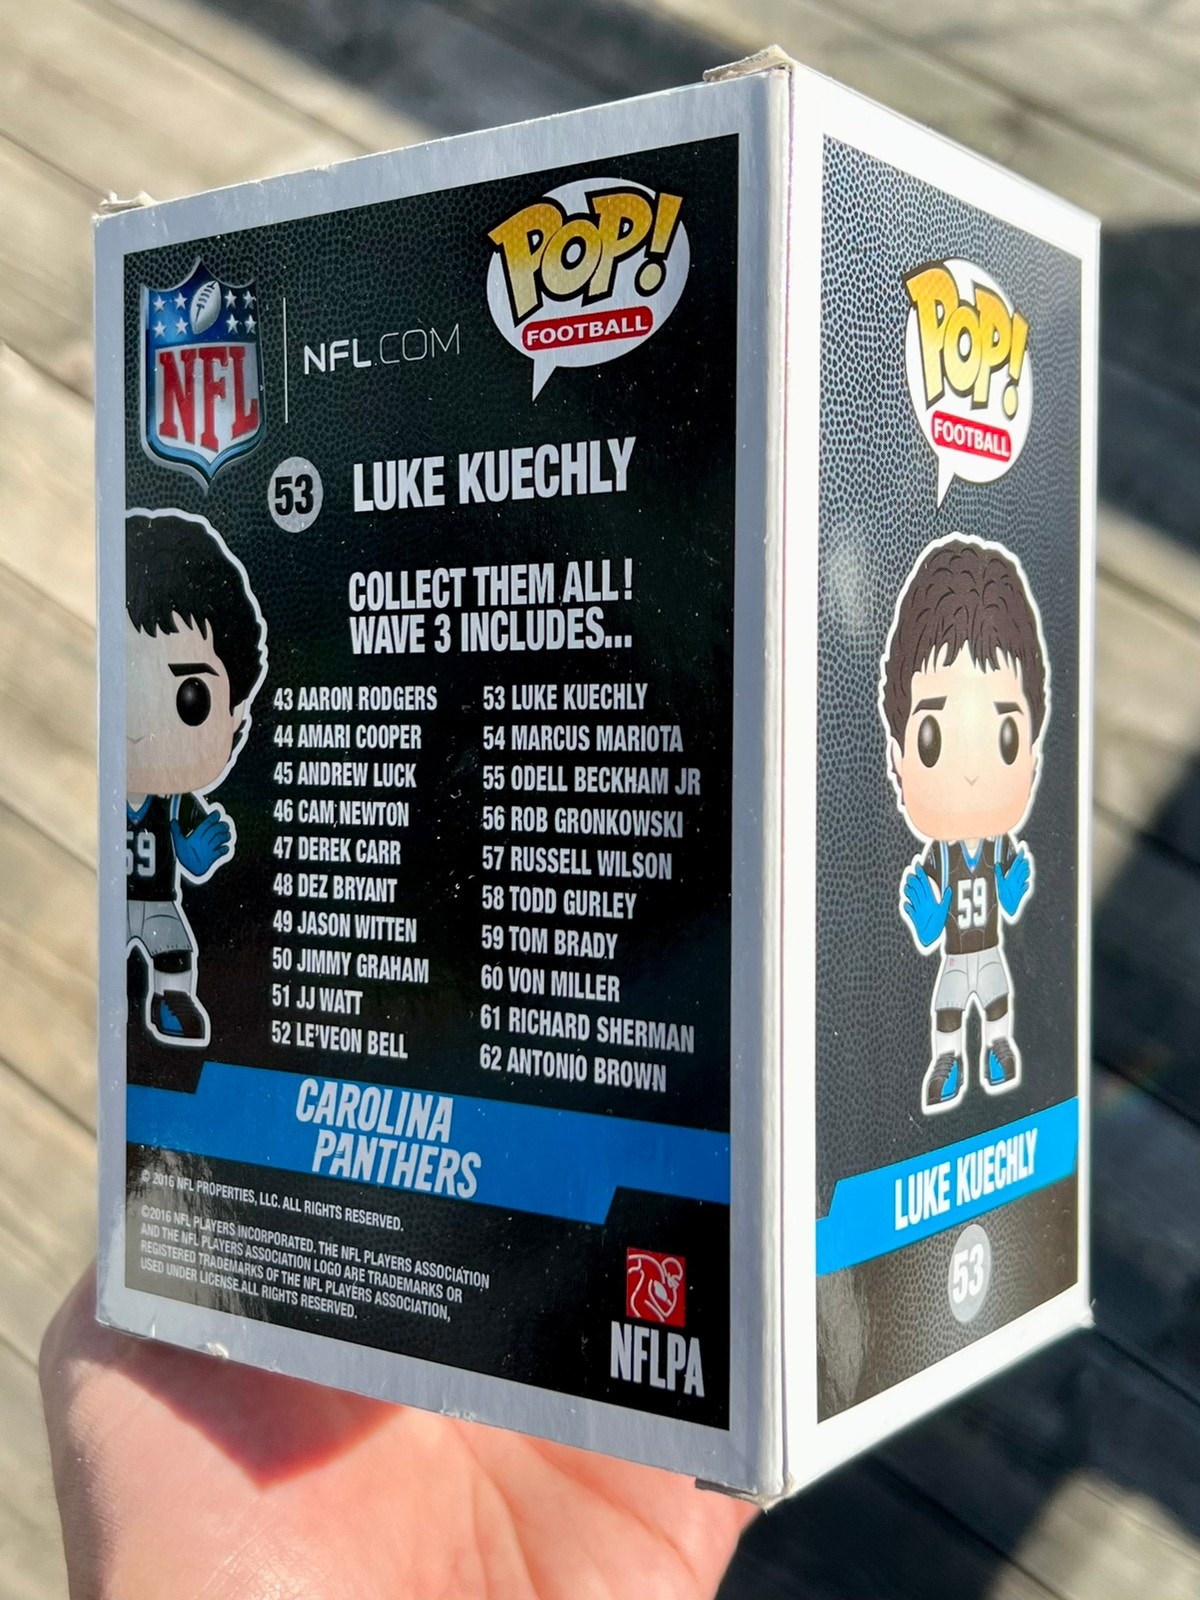 NFL
NFL.COM
POP!
FOOTBALL
53 LUKE KUECHLY
COLLECT THEM ALL!
WAVE 3 INCLUDES...
43 AARON RODGERS
44 AMARI COOPER
45 ANDREW LUCK
46 CAM NEWTON
47 DEREK CARR
48 DEZ BRYANT
49 JASON WITTEN
50 JIMMY GRAHAM
51 JJ WATT
52 LE'VEON BELL
53 LUKE KUECHLY
54 MARCUS MARIOTA
55 ODELL BECKHAM JR
56 ROB GRONKOWSKI
57 RUSSELL WILSON
58 TODD GURLEY
59 TOM BRADY
60 VON MILLER
61 RICHARD SHERMAN
62 ANTONIO BROWN
59
CAROLINA
PANTHERS
© 2016 NFL PROPERTIES, LLC. ALL RIGHTS RESERVED.
©2016 NFL PLAYERS INCORPORATED. THE NFL PLAYERS ASSOCIATION
AND THE NFL PLAYERS ASSOCIATION LOGO ARE TRADEMARKS OR
REGISTERED TRADEMARKS OF THE NFL PLAYERS ASSOCIATION,
USED UNDER LICENSE.ALL RIGHTS RESERVED.
NFLPA
POP!
FOOTBALL
59
LUKE KUECHLY
53